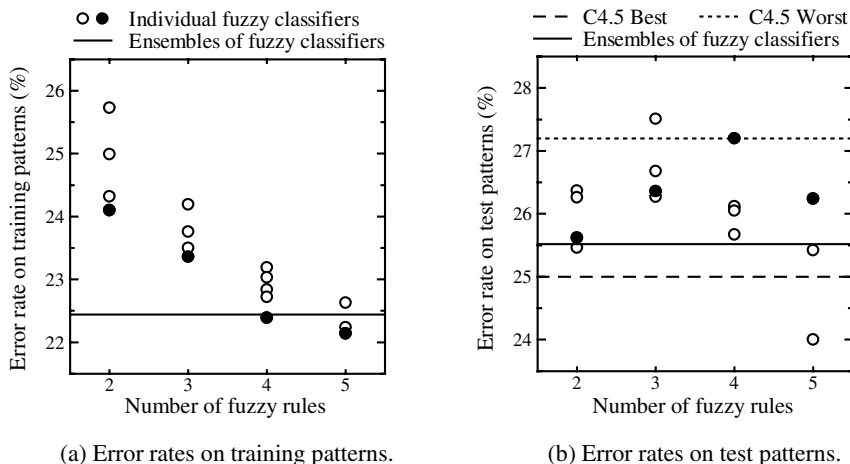 Individual fuzzy classifiers
Ensembles of fuzzy classifiers
Error rate on training patterns (%)
26
25
24
23
22
2 3 4 5
Number of fuzzy rules
(a) Error rates on training patterns.
C4.5 Best C4.5 Worst
Ensembles of fuzzy classifiers
Error rate on test patterns (%)
28
27
26
25
24
2 3 4 5
Number of fuzzy rules
(b) Error rates on test patterns.